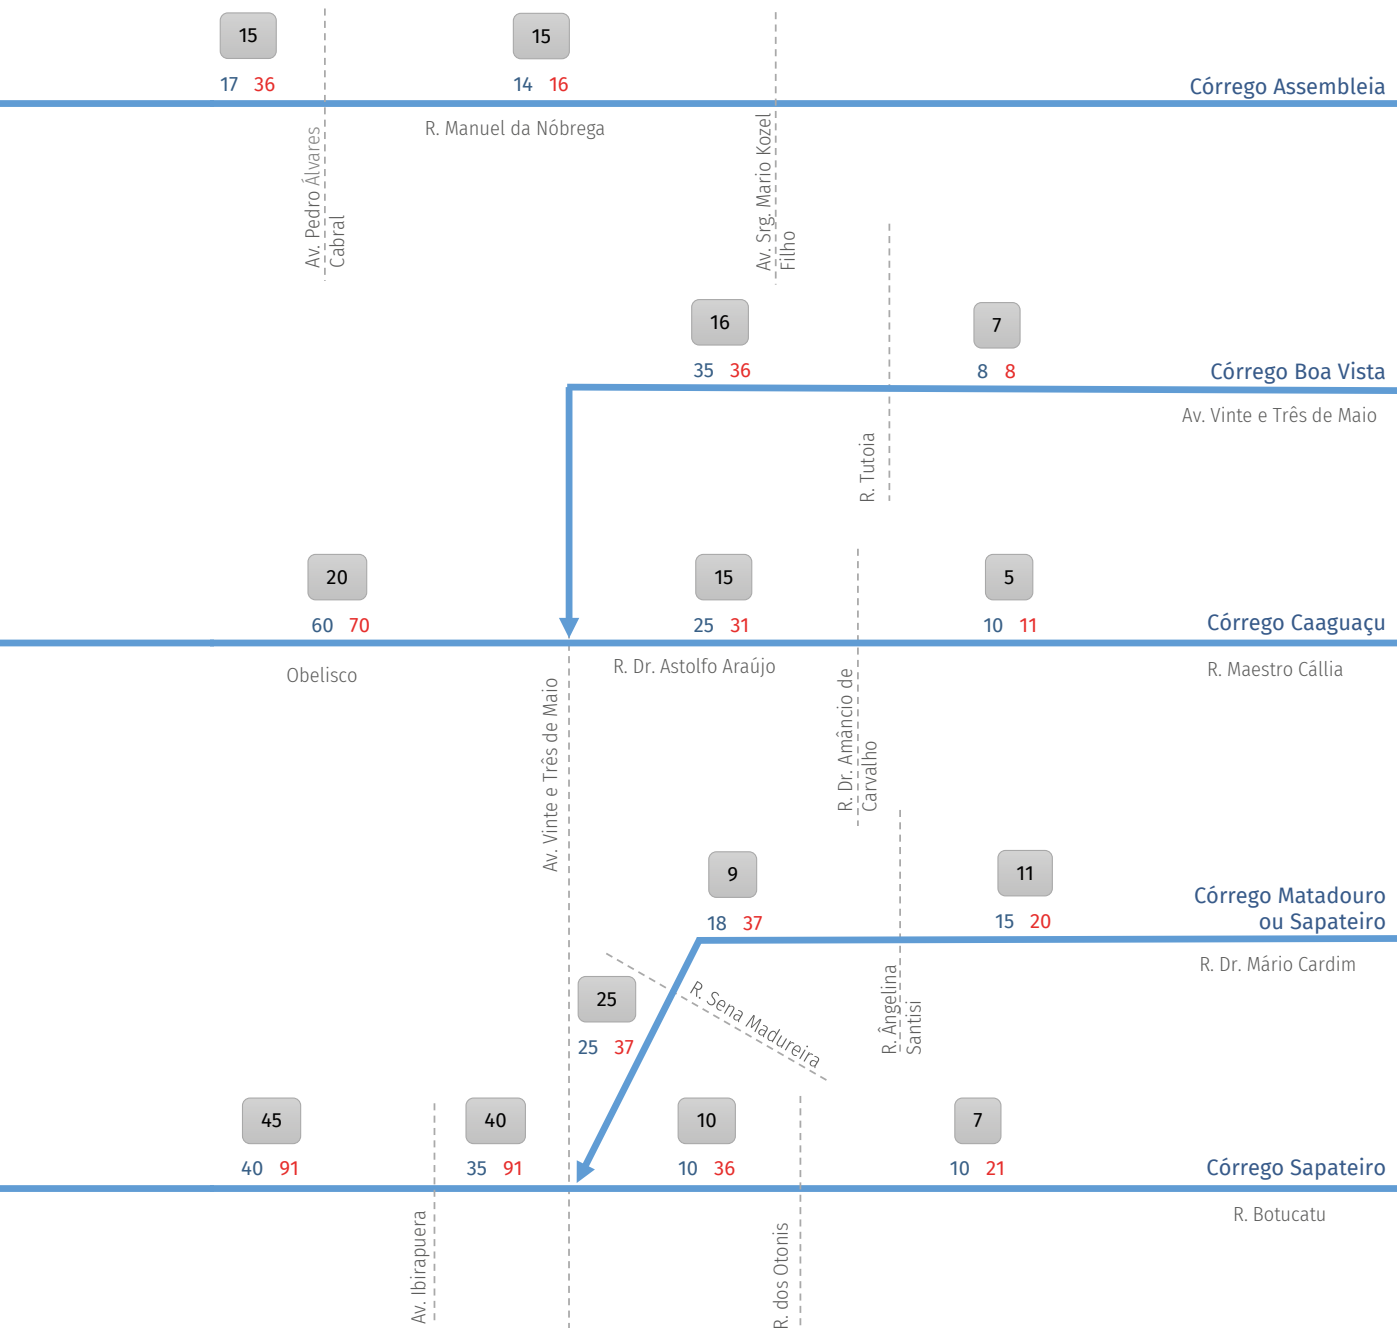 15
15
17 36
14 16
Córrego Assembleia
R. Manuel da Nóbrega
Av. Pedro Álvares
Cabral
Av. Srg. Mario Kozel
Filho
16
7
35 36
8 8
Córrego Boa Vista
Av. Vinte e Três de Maio
R. Tutoia
20
15
5
60 70
25 31
10 11
Córrego Caaguaçu
Obelisco
R. Dr. Astolfo Araújo
R. Maestro Cállia
Av. Vinte e Três de Maio
R. Dr. Amâncio de
Carvalho
9
11
18 37
15 20
Córrego Matadouro
ou Sapateiro
R. Dr. Mário Cardim
R. Ângelina
Santisi
R. Sena Madureira
25
25 37
45
40
10
7
40 91
35 91
10 36
10 21
Córrego Sapateiro
R. Botucatu
Av. Ibirapuera
R. dos Otonis